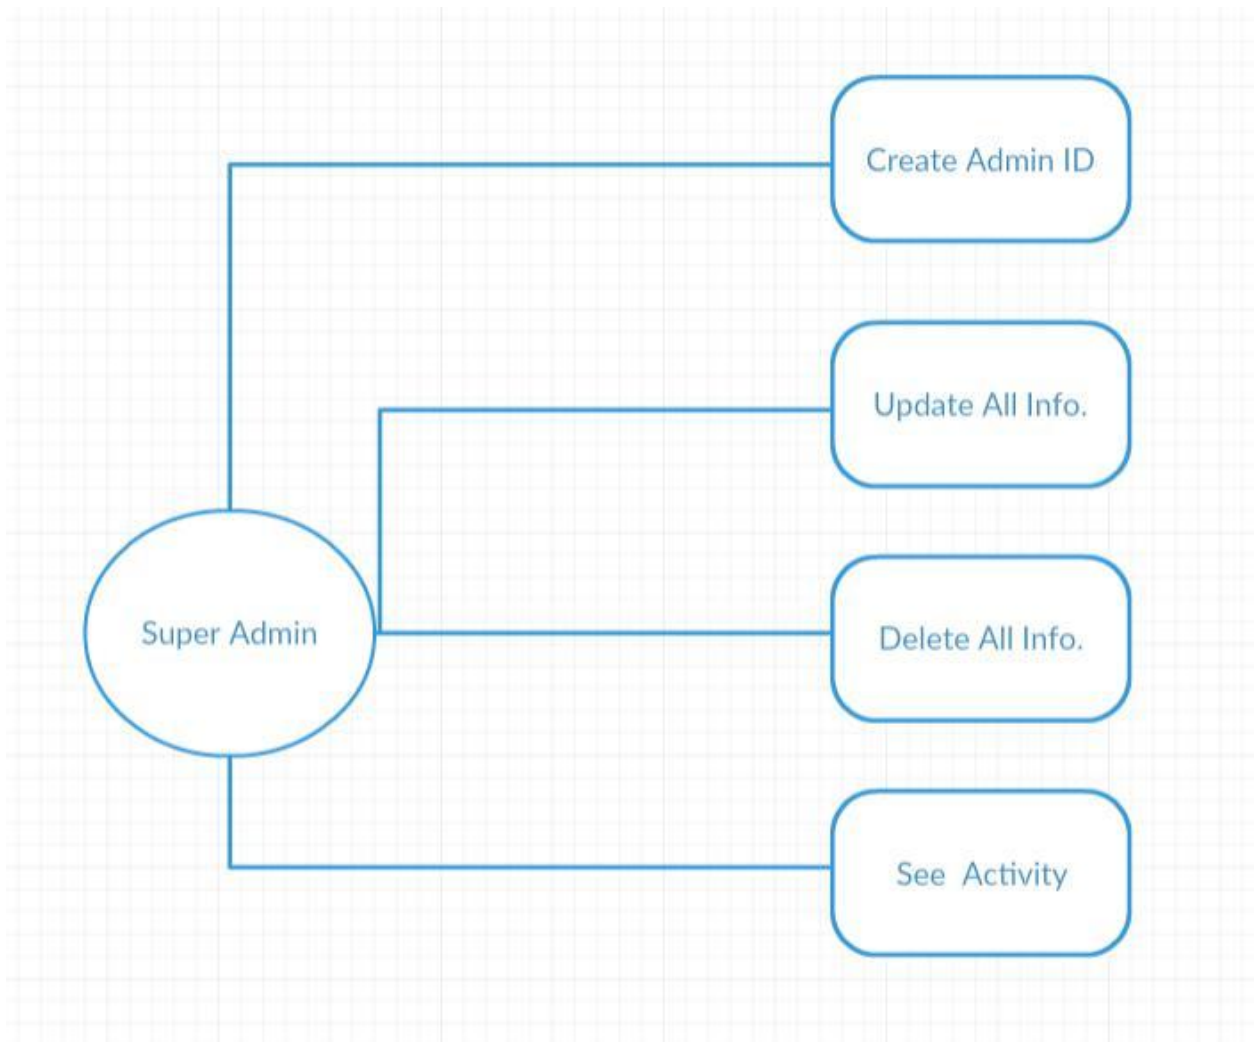 Create Admin ID
Update All Info.
Super Admin
Delete All Info.
See  Activity